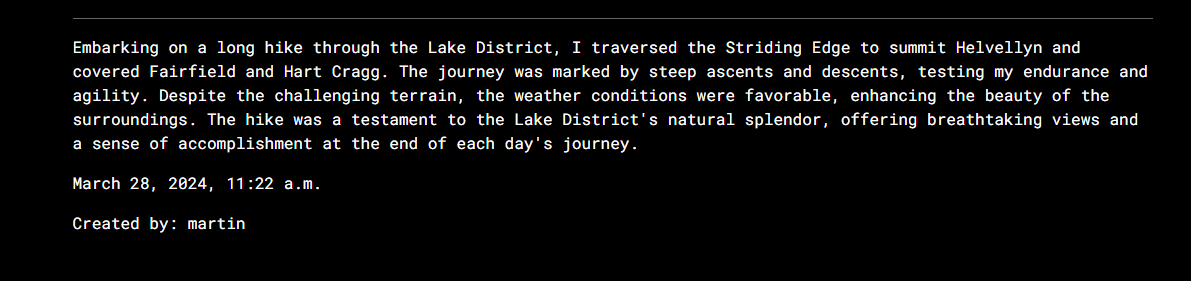 Embarking on a long hike through the Lake District, I traversed the Striding Edge to summit Helvellyn and
covered Fairfield and Hart Cragg. The journey was marked by steep ascents and descents, testing my endurance and
agility. Despite the challenging terrain, the weather conditions were favorable, enhancing the beauty of the
surroundings. The hike was a testament to the Lake District's natural splendor, offering breathtaking views and
a sense of accomplishment at the end of each day's journey.
March 28, 2024, 11:22 a.m.
Created by: martin